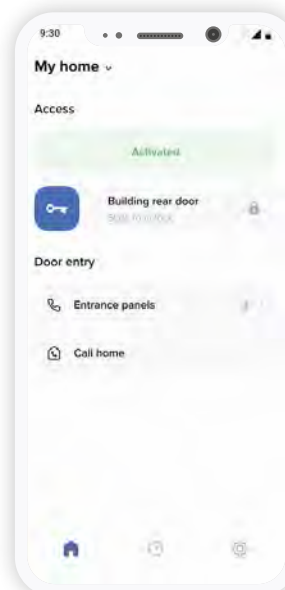 9:30
My home
Access
Activated
Building rear door
Door entry
Entrance panels
Call home